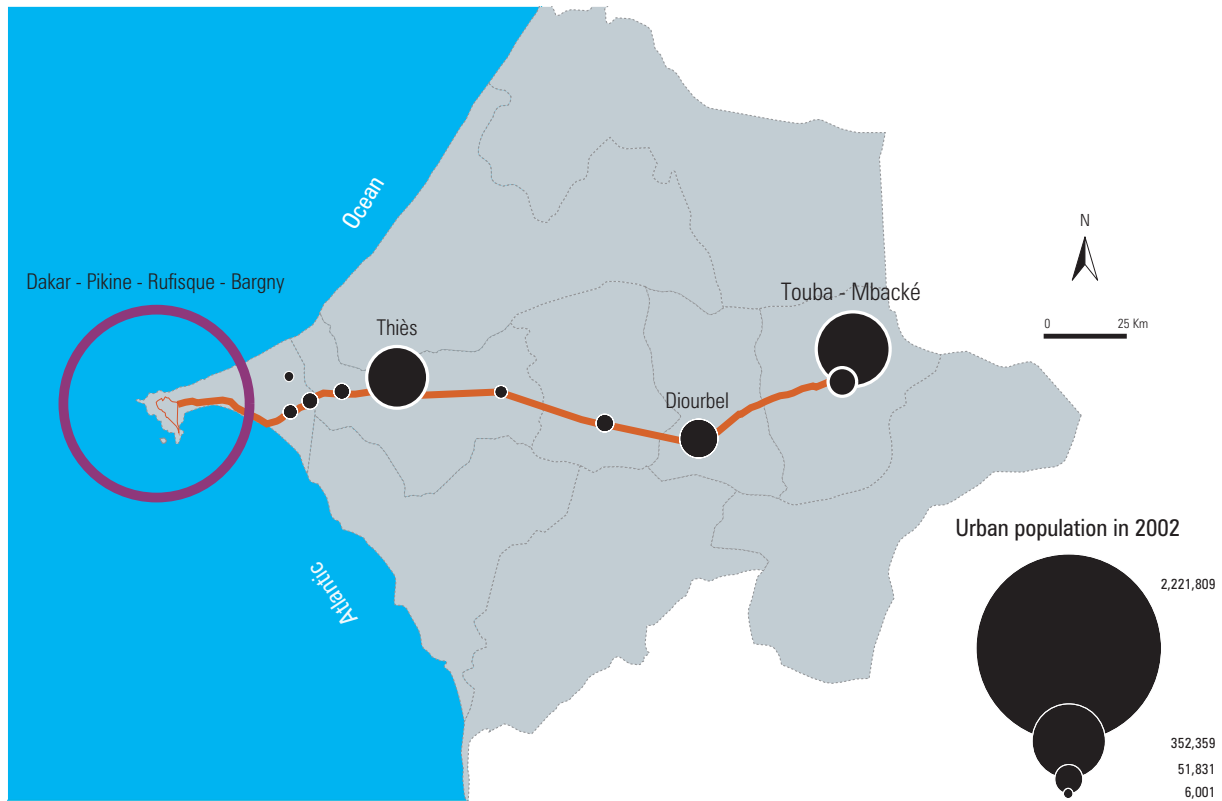 Ocean
Dakar - Pikine - Rufisque - Bargny
Thiès
Touba - Mbacké
Diourbel
N
0 25 Km
Atlantic
Urban population in 2002
2,221,809
352,359
51,831
6,001